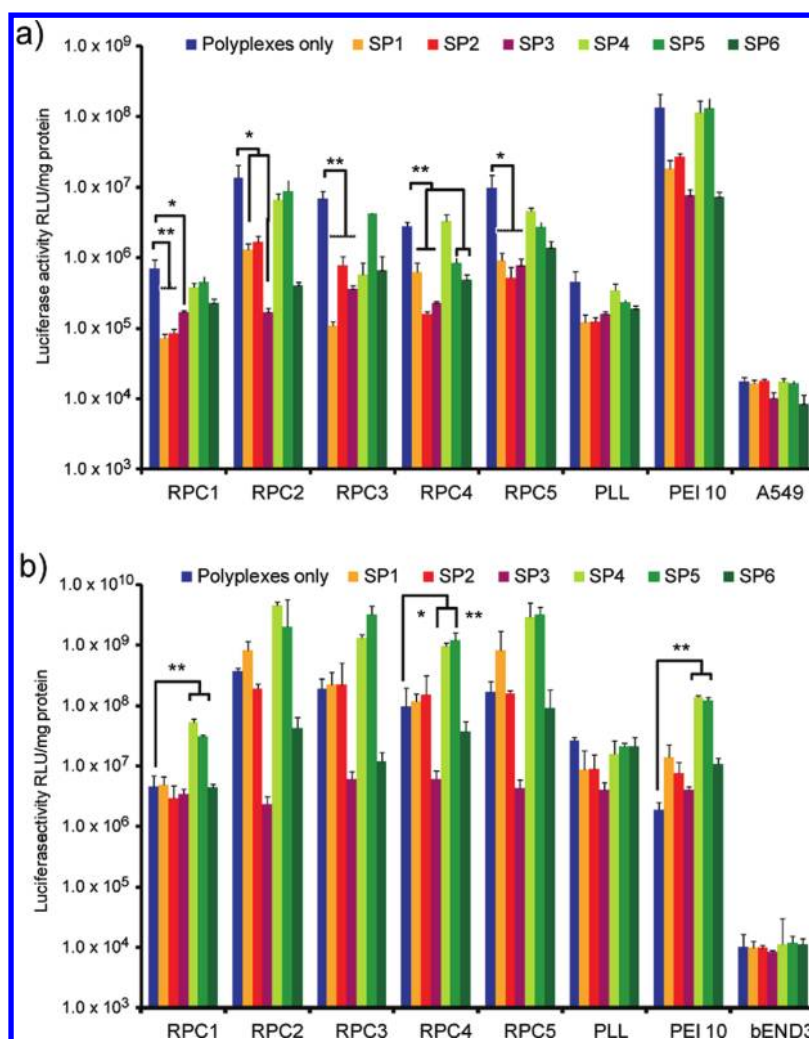 a)
1.0 x 10⁹
Polyplexes only SP1 SP2 SP3 SP4 SP5 SP6
1.0 x 10⁸
1.0 x 10⁷
1.0 x 10⁶
1.0 x 10⁵
1.0 x 10⁴
1.0 x 10³
Luciferase activity RLU/mg protein
* ** * ** ** *
RPC1 RPC2 RPC3 RPC4 RPC5 PLL PEI 10 A549
b)
Polyplexes only SP1 SP2 SP3 SP4 SP5 SP6
1.0 x 10¹⁰
1.0 x 10⁹
1.0 x 10⁸
1.0 x 10⁷
1.0 x 10⁶
1.0 x 10⁵
1.0 x 10⁴
1.0 x 10³
Luciferaseactivity RLU/mg protein
** * ** **
RPC1 RPC2 RPC3 RPC4 RPC5 PLL PEI 10 bEND3